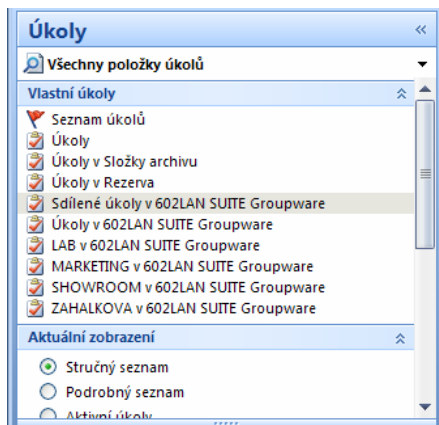 Úkoly
Všechny položky úkolů
Vlastní úkoly
Seznam úkolů
Úkoly
Úkoly v Složky archivu
Úkoly v Rezerva
Sdílené úkoly v 602LAN SUITE Groupware
Úkoly v 602LAN SUITE Groupware
LAB v 602LAN SUITE Groupware
MARKETING v 602LAN SUITE Groupware
SHOWROOM v 602LAN SUITE Groupware
ZAHALKOVA v 602LAN SUITE Groupware
Aktuální zobrazení
Stručný seznam
Podrobný seznam
Aktivní úkoly